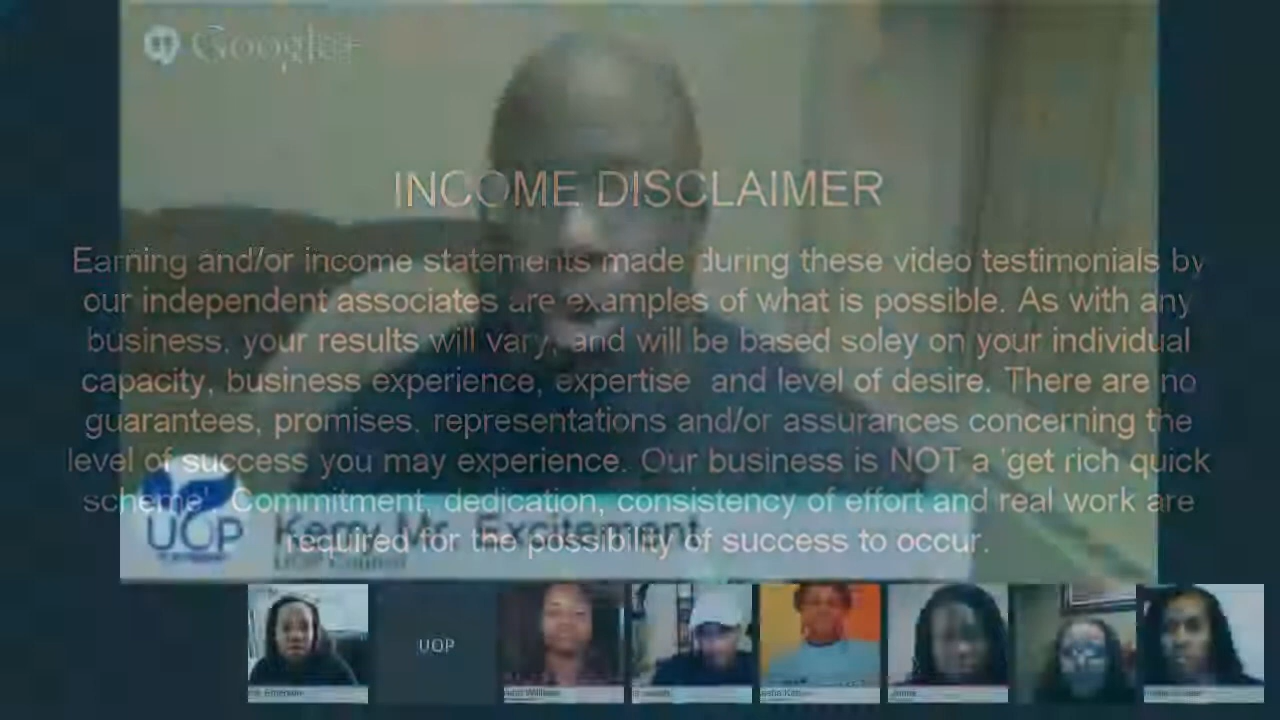 Google+
INCOME DISCLAIMER
Earning and/or income statements made during these video testimonials by
our independent associates are examples of what is possible. As with any
business, your results will vary, and will be based soley on your individual
capacity, business experience, expertise and level of desire. There are no
guarantees, promises, representations and/or assurances concerning the
level of success you may experience. Our business is NOT a 'get rich quick
scheme'. Commitment, dedication, consistency of effort and real work are
required for the possibility of success to occur.
UOP
Kerry Mr. Excitement
UOP Council
UOP
Emerson